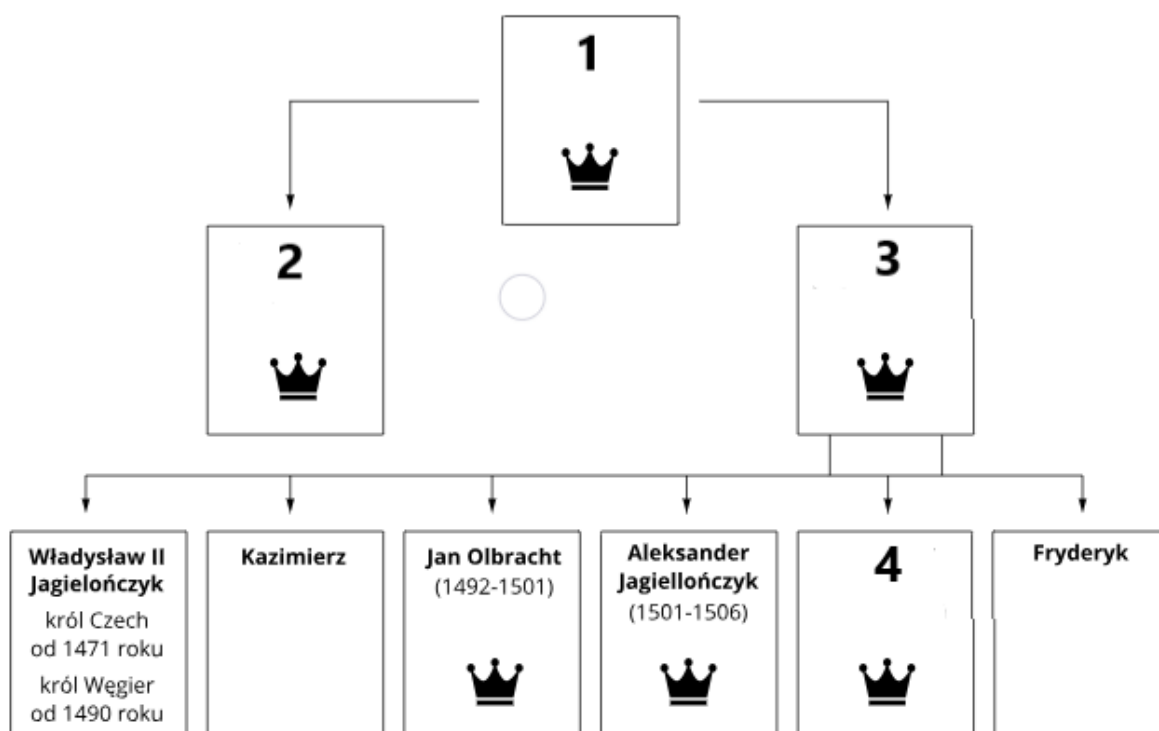 1
2
3
Władysław II
Jagielończyk
król Czech
od 1471 roku
król Węgier
od 1490 roku
Kazimierz
Jan Olbracht
(1492-1501)
Aleksander
Jagiellończyk
(1501-1506)
4
Fryderyk